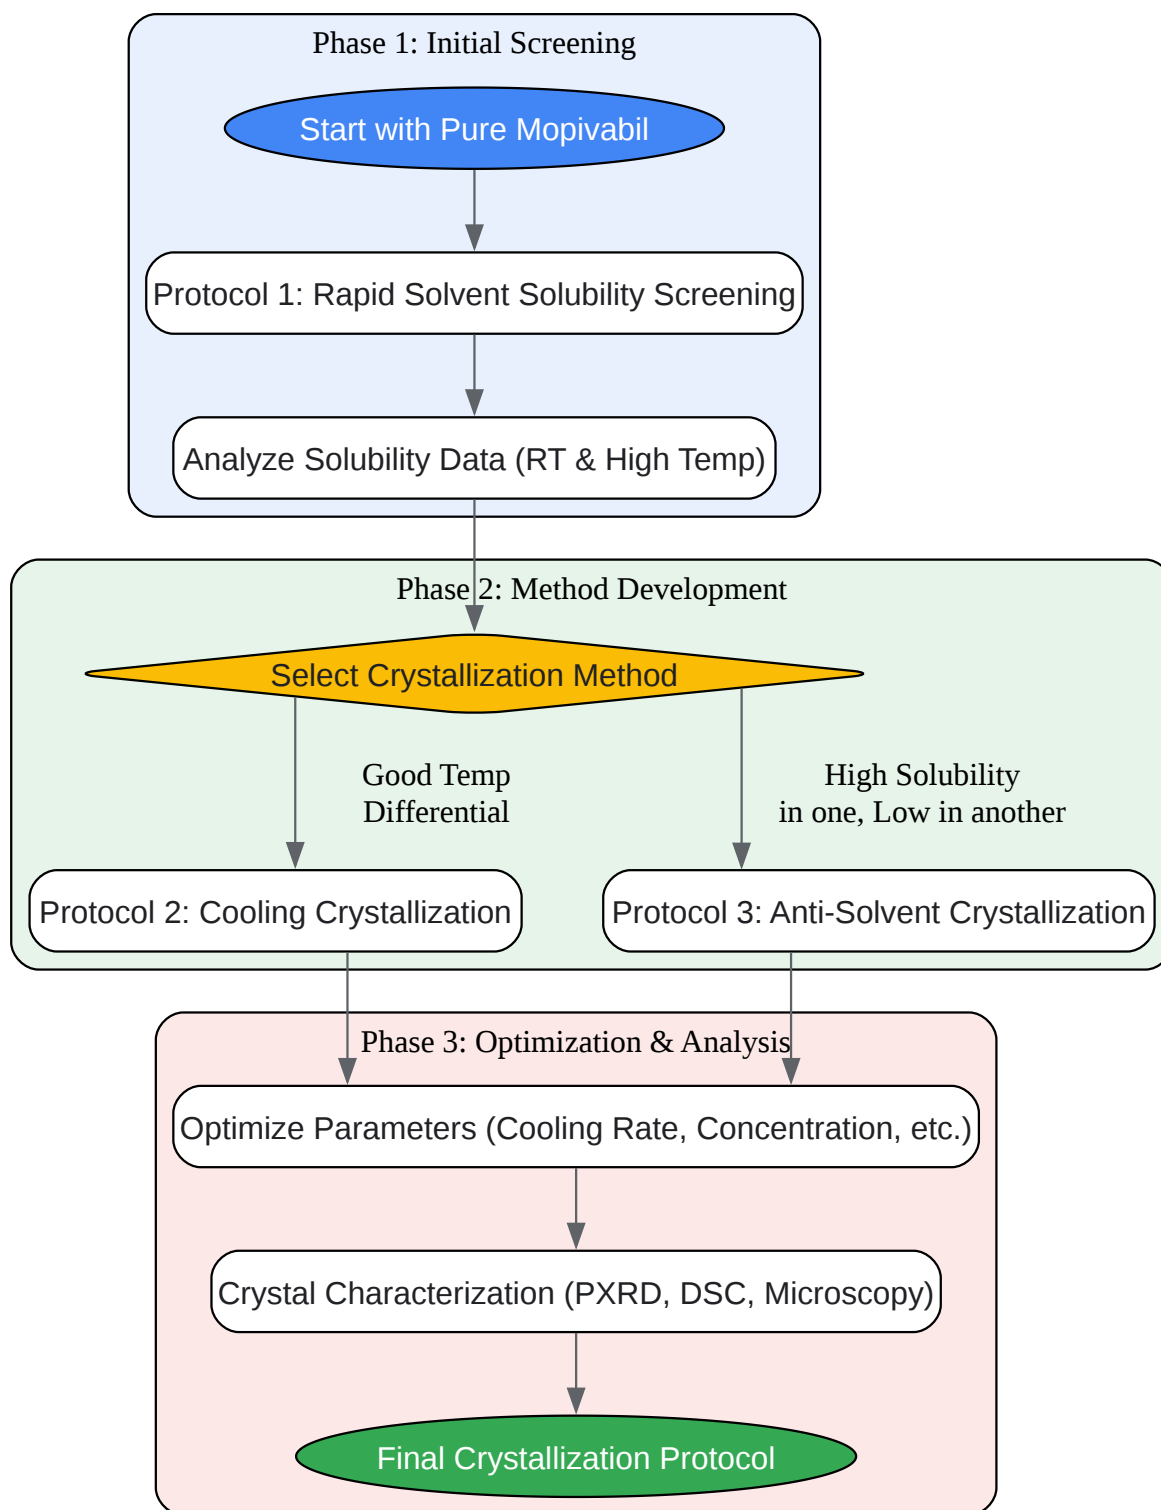 Phase 1: Initial Screening
Start with Pure Mopivabil
Protocol 1: Rapid Solvent Solubility Screening
Analyze Solubility Data (RT & High Temp)
Phase 2: Method Development
Select Crystallization Method
Good Temp
Differential
High Solubility
in one, Low in another
Protocol 2: Cooling Crystallization
Protocol 3: Anti-Solvent Crystallization
Phase 3: Optimization & Analysis
Optimize Parameters (Cooling Rate, Concentration, etc.)
Crystal Characterization (PXRD, DSC, Microscopy)
Final Crystallization Protocol